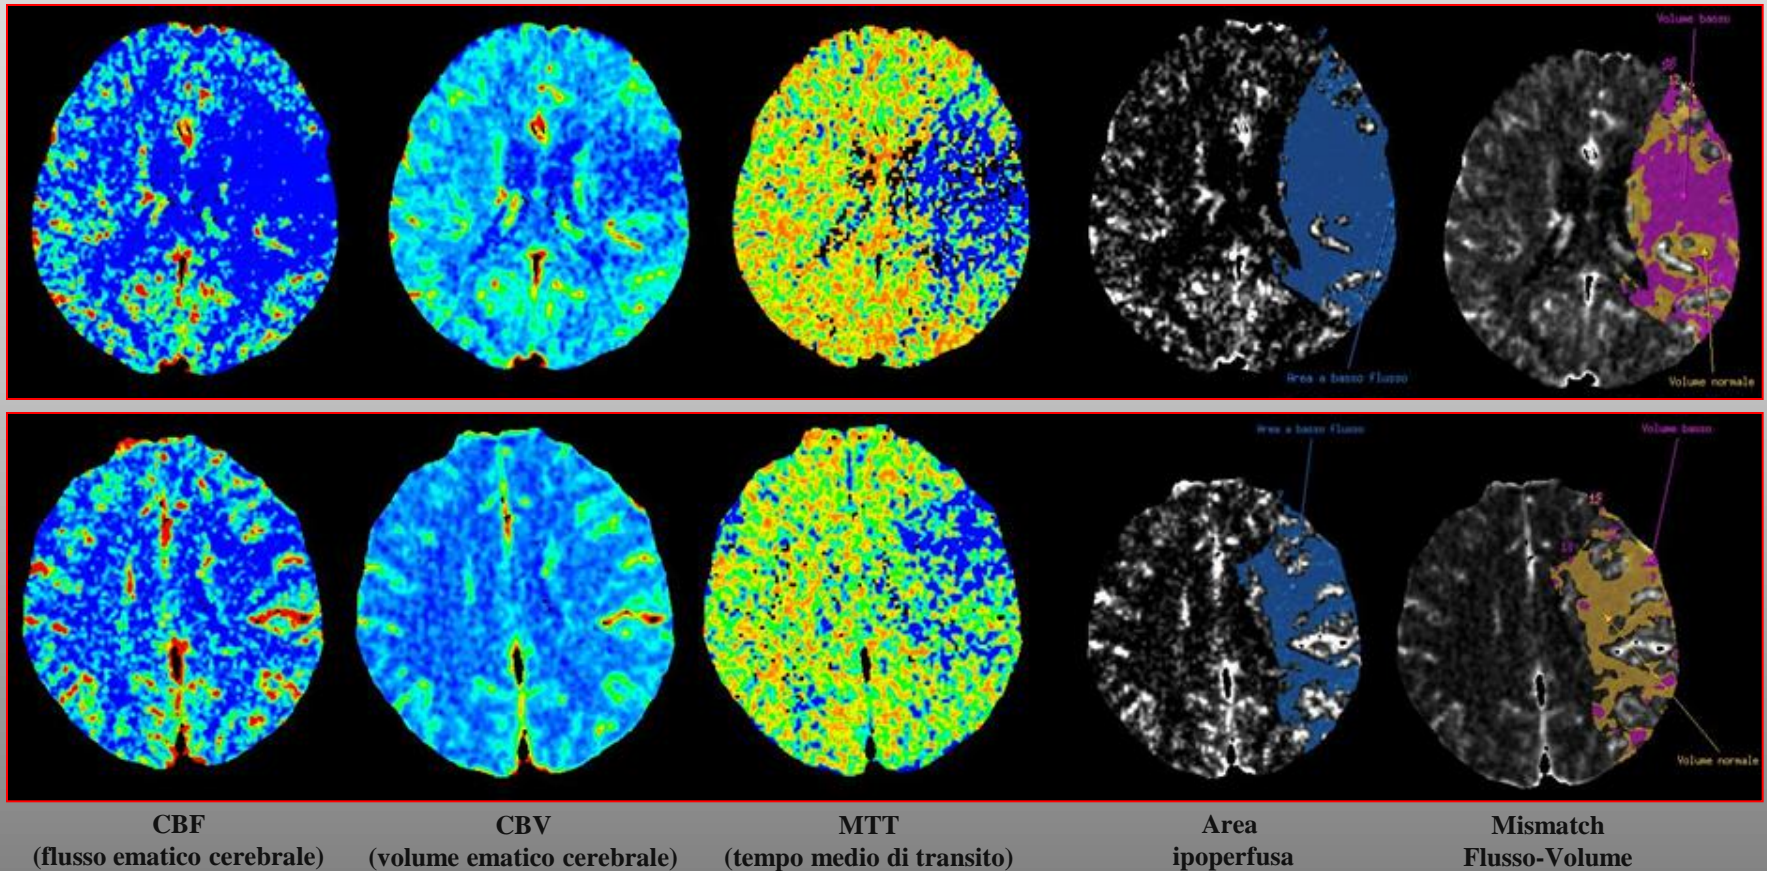 Volume basso
Area a basso flusso
Volume normale
Area a basso flusso
Volume basso
15
Volume normale
CBF
(flusso ematico cerebrale)
CBV
(volume ematico cerebrale)
MTT
(tempo medio di transito)
Area
ipoperfusa
Mismatch
Flusso-Volume